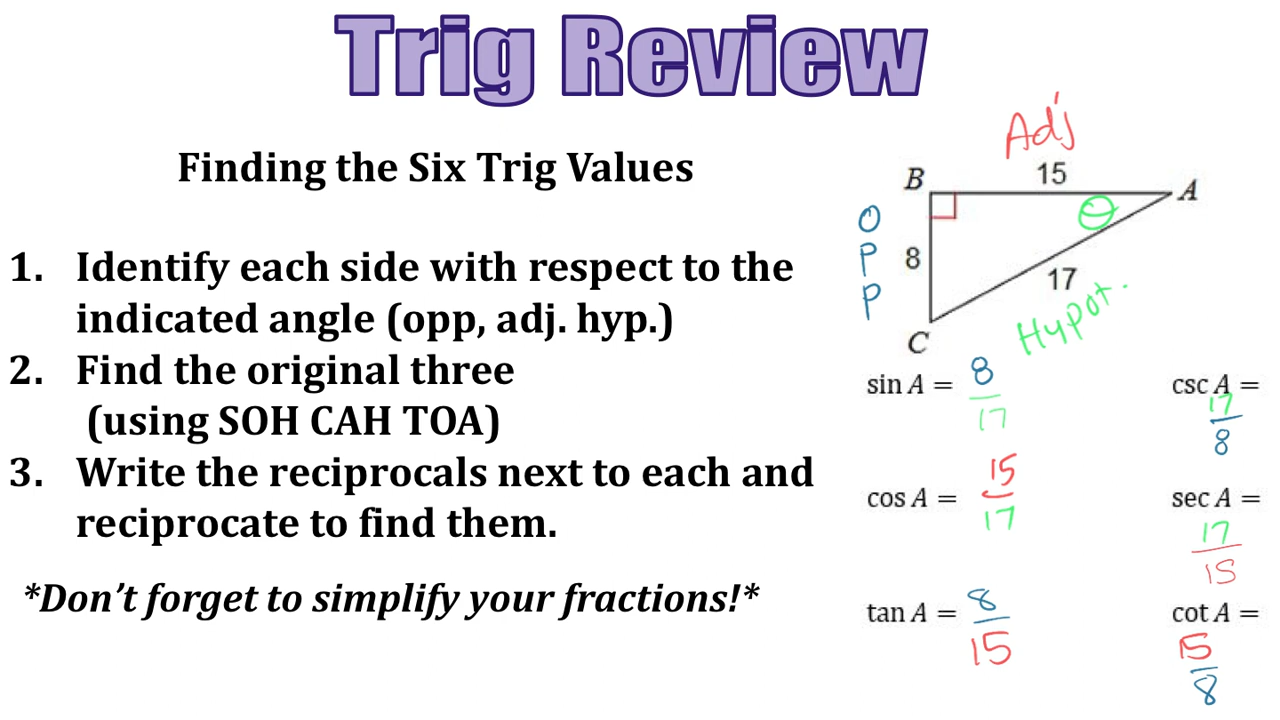 Trig Review
Finding the Six Trig Values
1. Identify each side with respect to the
indicated angle (opp, adj. hyp.)
2. Find the original three
(using SOH CAH TOA)
3. Write the reciprocals next to each and
reciprocate to find them.
*Don't forget to simplify your fractions!*
Adj
B 15 A
θ
O
P
P
8
17
Hypot.
C
sin A = 8/17
csc A = 17/8
cos A = 15/17
sec A = 17/15
tan A = 8/15
cot A = 15/8